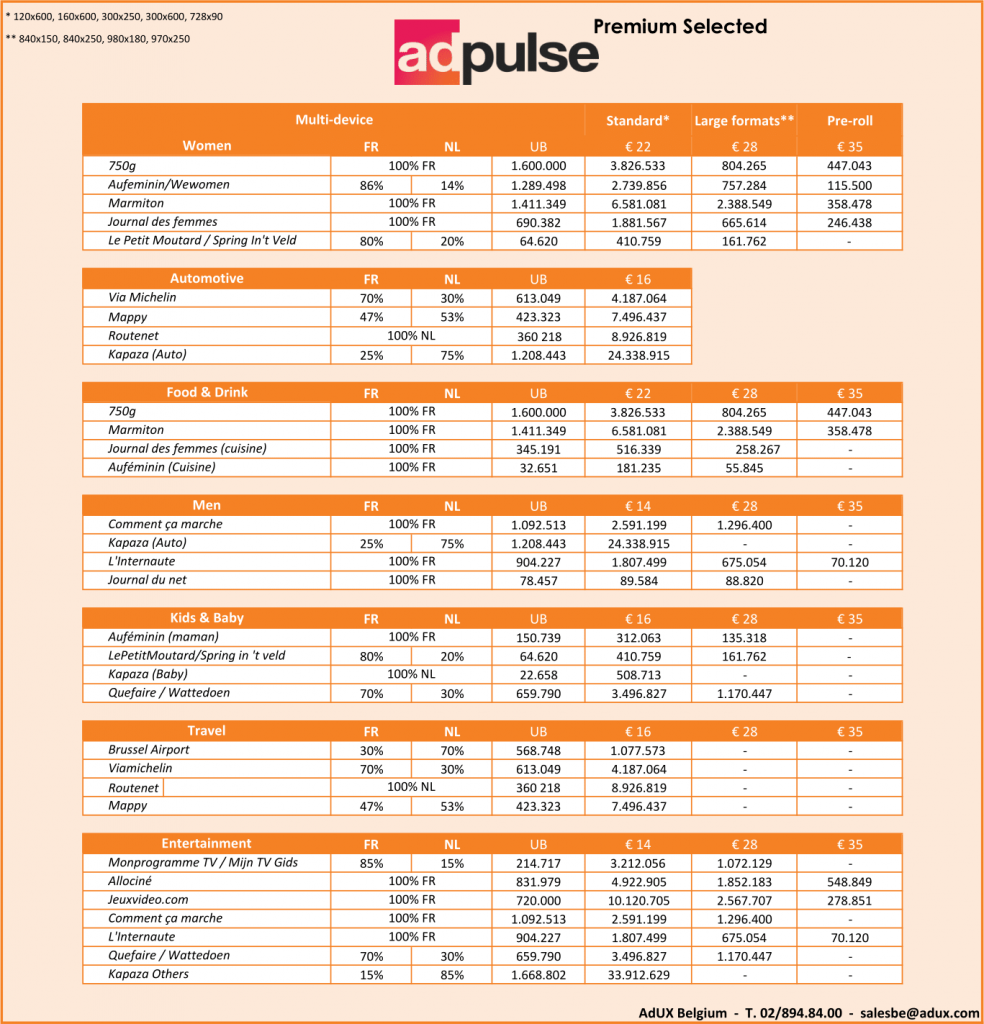 * 120x600, 160x600, 300x250, 300x600, 728x90
** 840x150, 840x250, 980x180, 970x250
adpulse
Premium Selected
Multi-device Standard* Large formats** Pre-roll
Women FR NL UB € 22 € 28 € 35
750g 100% FR 1.600.000 3.826.533 804.265 447.043
Aufeminin/Wewomen 86% 14% 1.289.498 2.739.856 757.284 115.500
Marmiton 100% FR 1.411.349 6.581.081 2.388.549 358.478
Journal des femmes 100% FR 690.382 1.881.567 665.614 246.438
Le Petit Moutard / Spring In't Veld 80% 20% 64.620 410.759 161.762 -
Automotive FR NL UB € 16
Via Michelin 70% 30% 613.049 4.187.064
Mappy 47% 53% 423.323 7.496.437
Routenet 100% NL 360 218 8.926.819
Kapaza (Auto) 25% 75% 1.208.443 24.338.915
Food & Drink FR NL UB € 22 € 28 € 35
750g 100% FR 1.600.000 3.826.533 804.265 447.043
Marmiton 100% FR 1.411.349 6.581.081 2.388.549 358.478
Journal des femmes (cuisine) 100% FR 345.191 516.339 258.267 -
Auféminin (Cuisine) 100% FR 32.651 181.235 55.845 -
Men FR NL UB € 14 € 28 € 35
Comment ça marche 100% FR 1.092.513 2.591.199 1.296.400 -
Kapaza (Auto) 25% 75% 1.208.443 24.338.915 - -
L'Internaute 100% FR 904.227 1.807.499 675.054 70.120
Journal du net 100% FR 78.457 89.584 88.820 -
Kids & Baby FR NL UB € 16 € 28 € 35
Auféminin (maman) 100% FR 150.739 312.063 135.318 -
LePetitMoutard/Spring in 't veld 80% 20% 64.620 410.759 161.762 -
Kapaza (Baby) 100% NL 22.658 508.713 - -
Quefaire / Wattedoen 70% 30% 659.790 3.496.827 1.170.447 -
Travel FR NL UB € 16 € 28 € 35
Brussel Airport 30% 70% 568.748 1.077.573 - -
Viamichelin 70% 30% 613.049 4.187.064 - -
Routenet 100% NL 360 218 8.926.819 - -
Mappy 47% 53% 423.323 7.496.437 - -
Entertainment FR NL UB € 14 € 28 € 35
Monprogramme TV / Mijn TV Gids 85% 15% 214.717 3.212.056 1.072.129 -
Allociné 100% FR 831.979 4.922.905 1.852.183 548.849
Jeuxvideo.com 100% FR 720.000 10.120.705 2.567.707 278.851
Comment ça marche 100% FR 1.092.513 2.591.199 1.296.400 -
L'Internaute 100% FR 904.227 1.807.499 675.054 70.120
Quefaire / Wattedoen 70% 30% 659.790 3.496.827 1.170.447 -
Kapaza Others 15% 85% 1.668.802 33.912.629 - -
AdUX Belgium - T. 02/894.84.00 - salesbe@adux.com